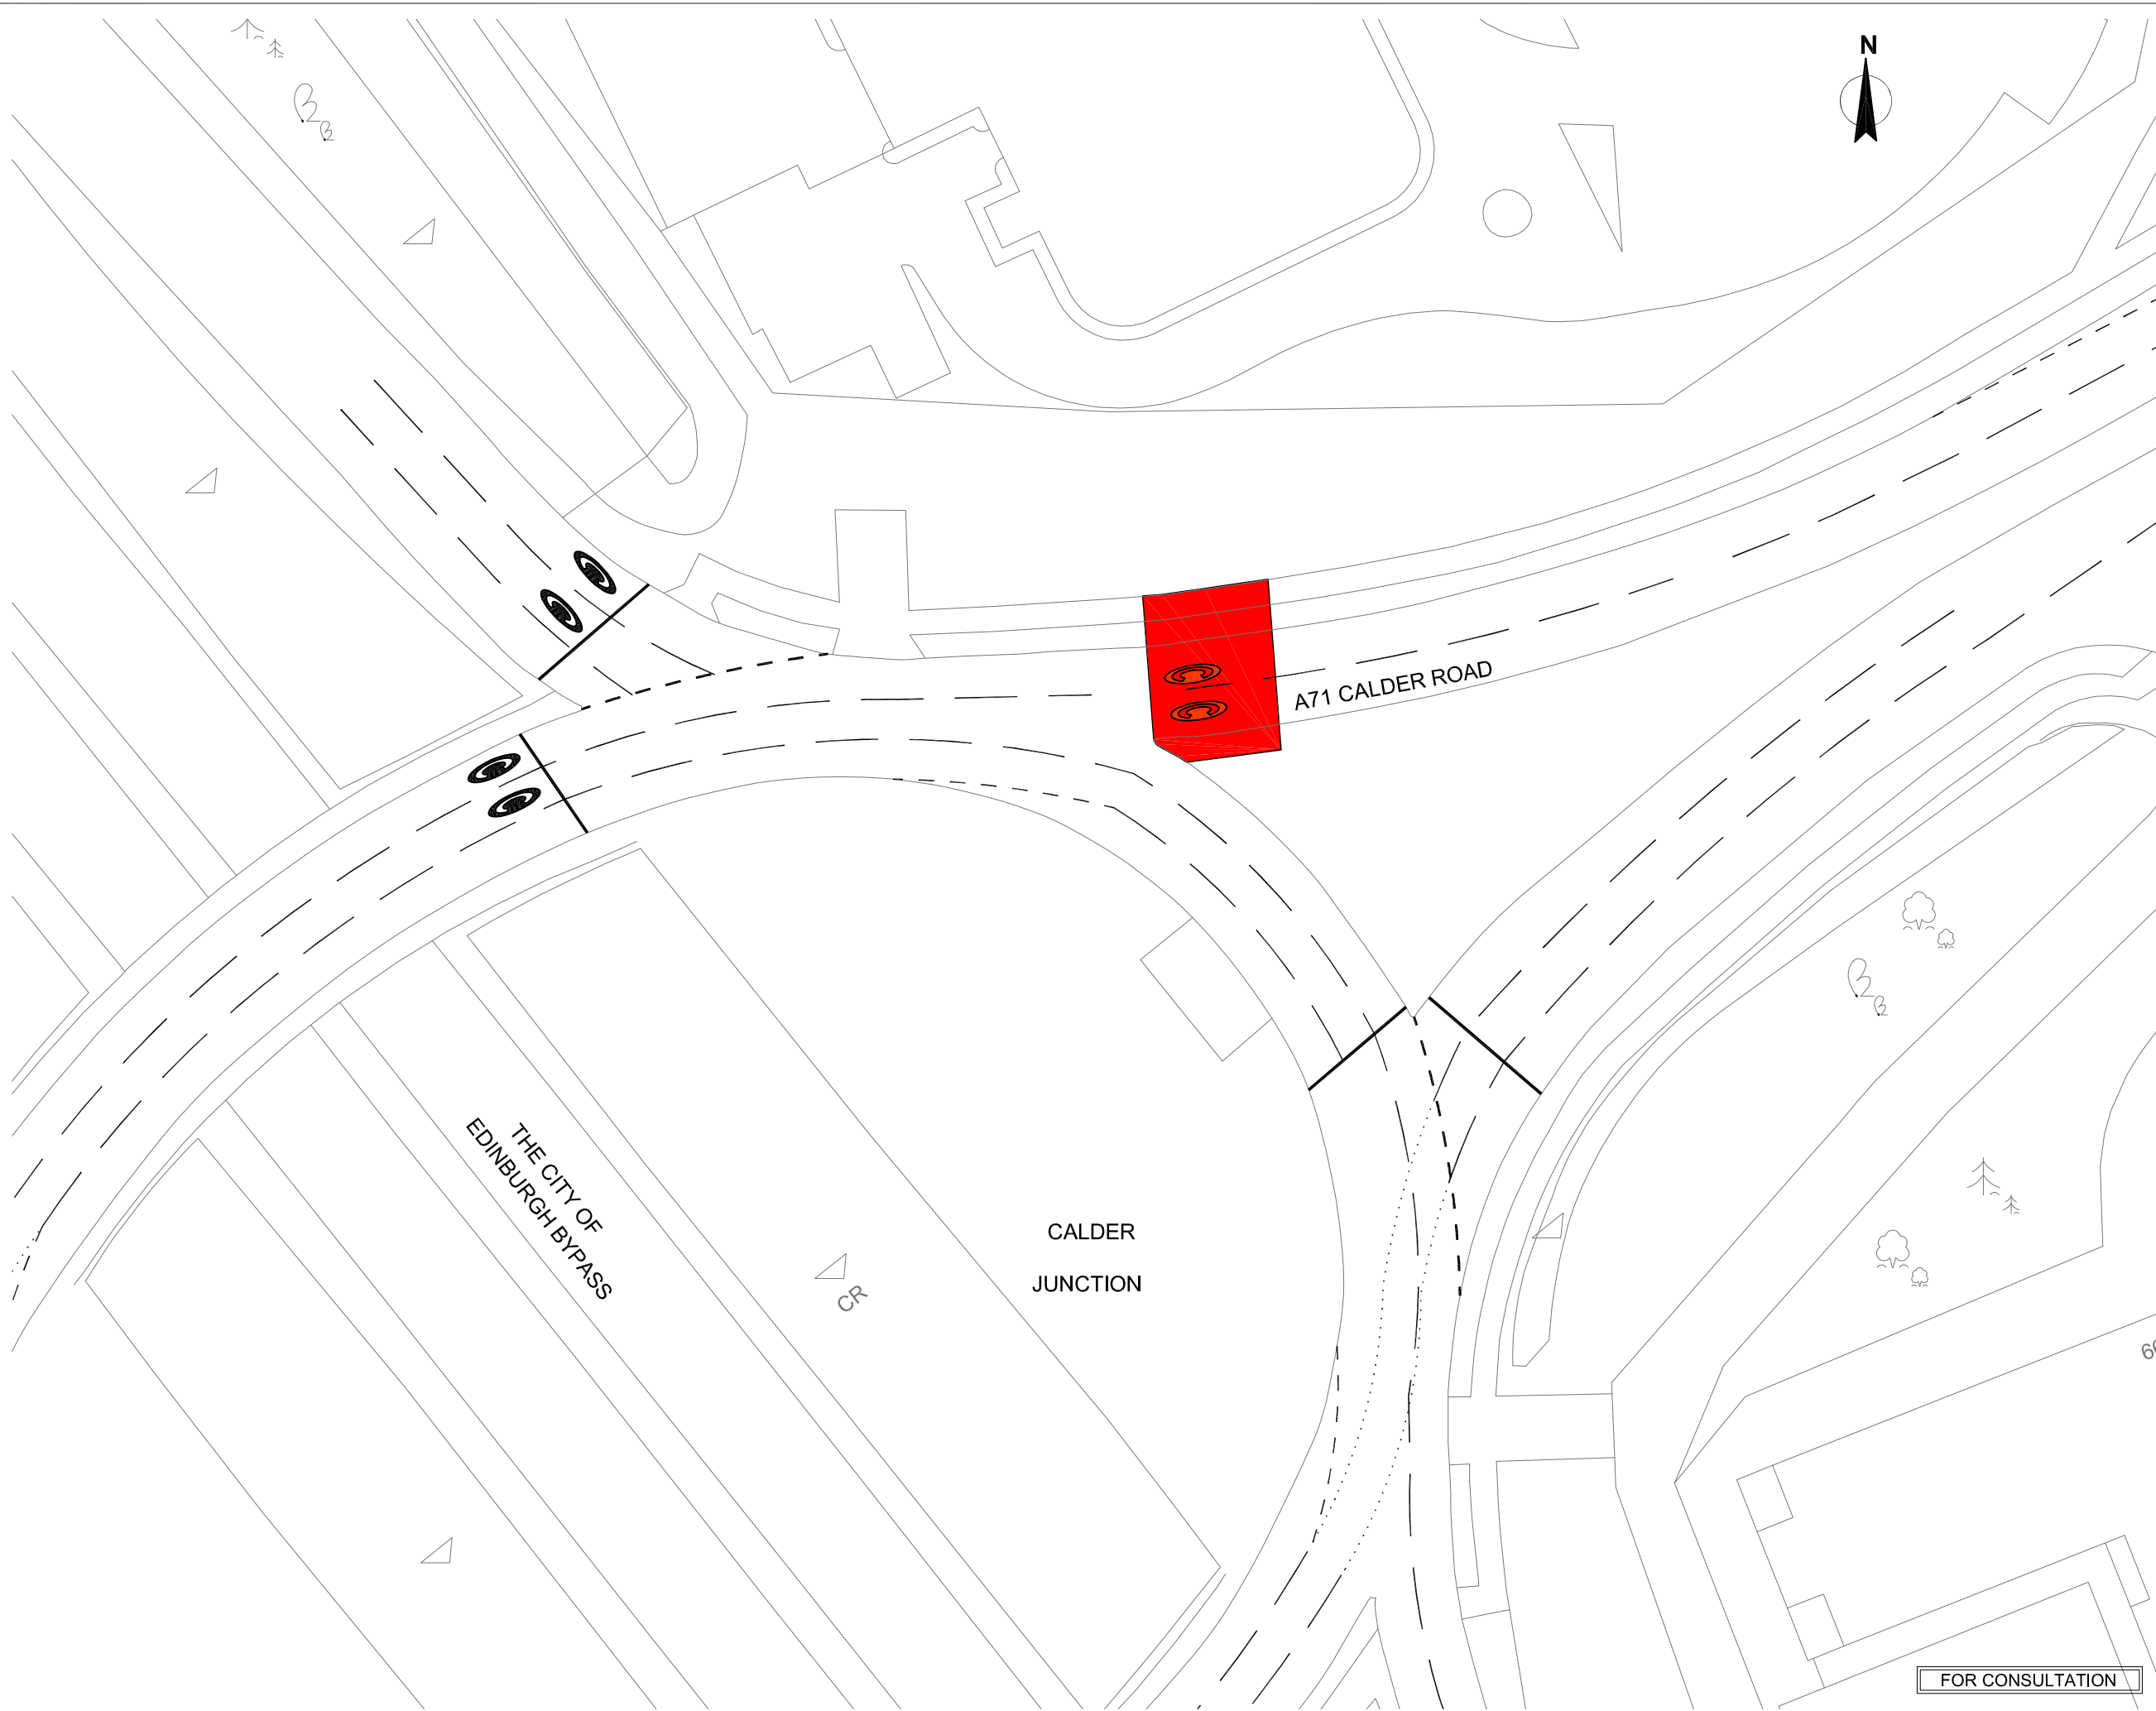 N
A71 CALDER ROAD
THE CITY OF
EDINBURGH BYPASS
CALDER
JUNCTION
CR
FOR CONSULTATION